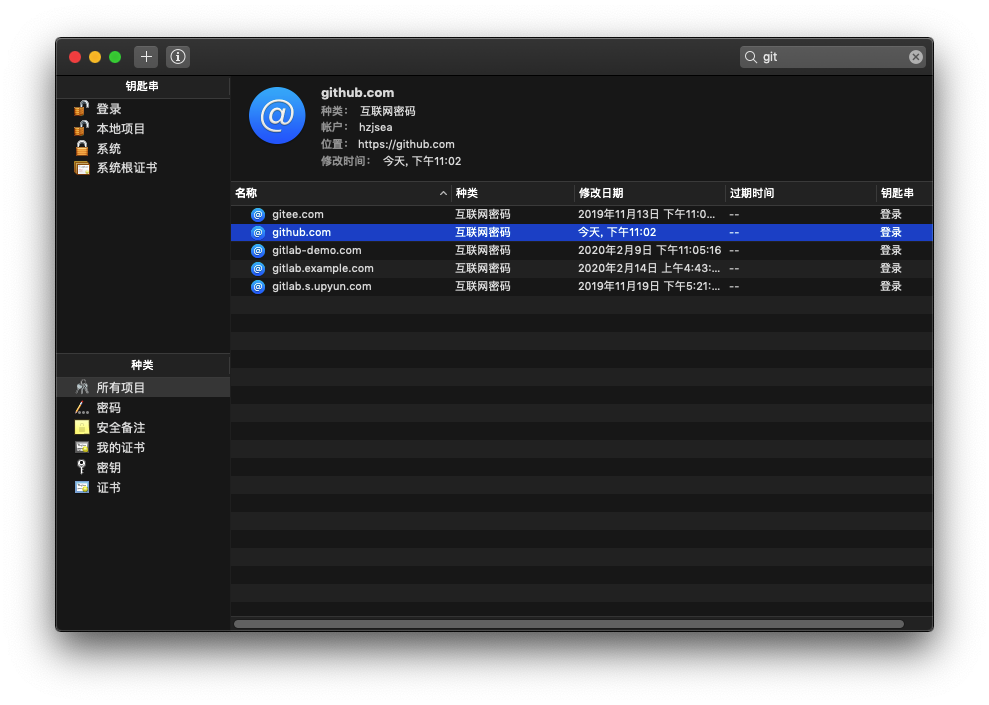 git
钥匙串
登录
本地项目
系统
系统根证书
github.com
种类： 互联网密码
帐户： hzjsea
位置： https://github.com
修改时间： 今天, 下午11:02
名称 种类 修改日期 过期时间 钥匙串
gitee.com 互联网密码 2019年11月13日 下午11:0... -- 登录
github.com 互联网密码 今天, 下午11:02 -- 登录
gitlab-demo.com 互联网密码 2020年2月9日 下午11:05:16 -- 登录
gitlab.example.com 互联网密码 2020年2月14日 上午4:43:... -- 登录
gitlab.s.upyun.com 互联网密码 2019年11月19日 下午5:21:... -- 登录
种类
所有项目
密码
安全备注
我的证书
密钥
证书